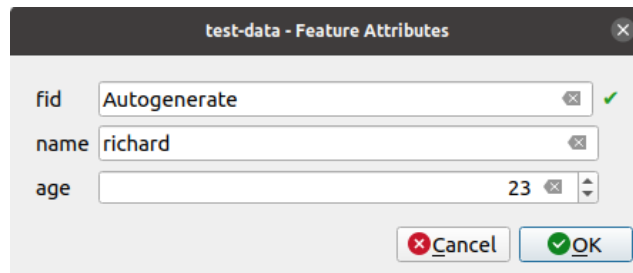 test-data - Feature Attributes
fid Autogenerate
name richard
age 23
Cancel OK